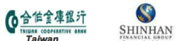 合作金庫銀行
TAIWAN COOPERATIVE BANK
Taiwan
SHINHAN
FINANCIAL GROUP